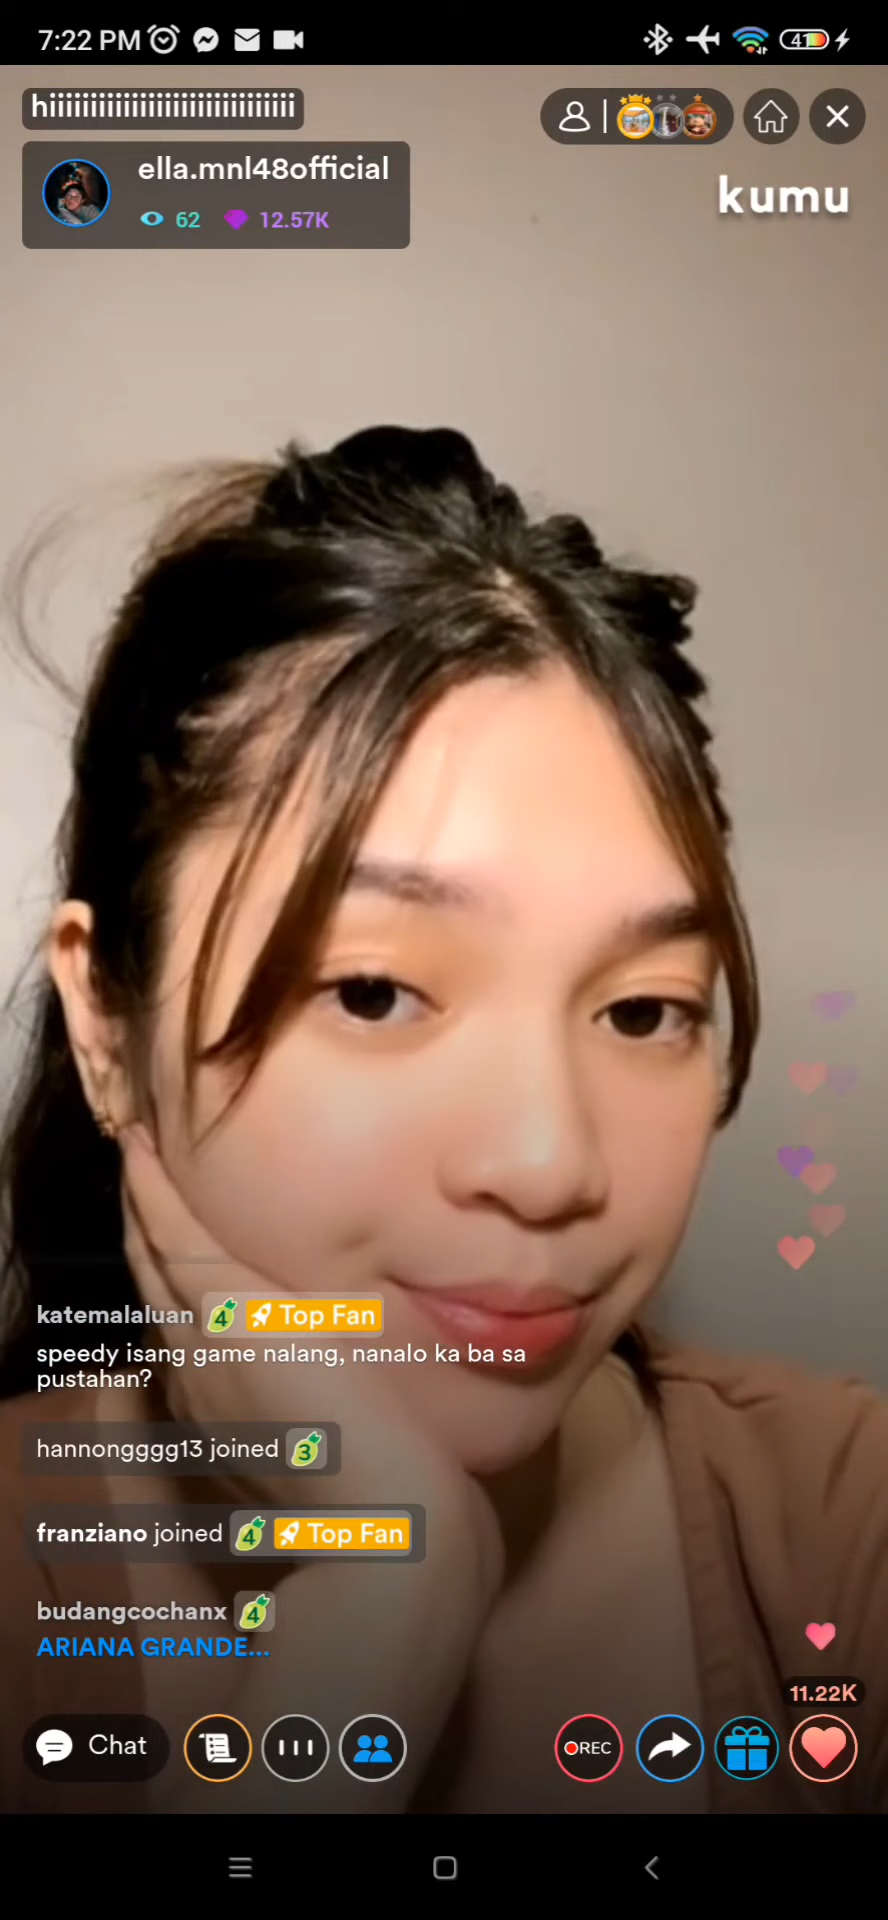 7:22 PM
41
hiiiiiiiiiiiiiiiiiiiiiiiiiiiiii
ella.mnl48official
62 12.57K
kumu
katemalaluan 4 Top Fan
speedy isang game nalang, nanalo ka ba sa
pustahan?
hannongggg13 joined 3
franziano joined 4 Top Fan
budangcochanx 4
ARIANA GRANDE...
11.22K
Chat
REC